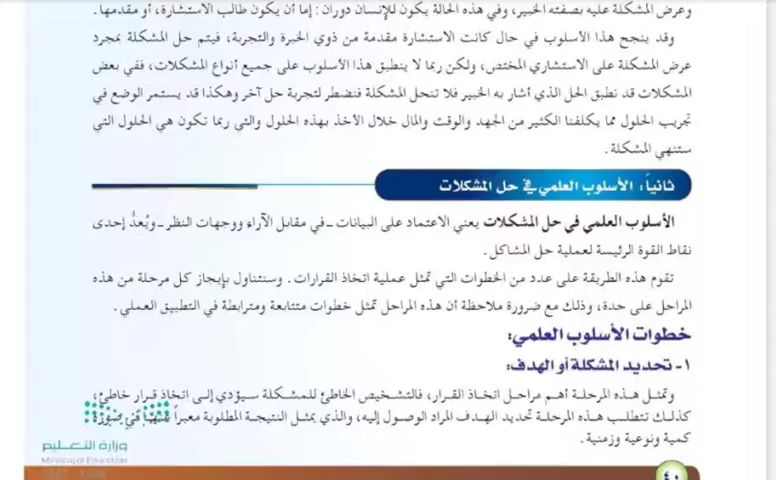 وعرض المشكلة عليه بصفته الخبير، وفي هذه الحالة يكون للإنسان دوران: إما أن يكون طالب الاستشارة، أو مقدمها.
وقد ينجح هذا الأسلوب في حال كانت الاستشارة مقدمة من ذوي الخبرة والتجربة، فيتم حل المشكلة بمجرد
عرض المشكلة على الاستشاري المختص، ولكن ربما لا ينطبق هذا الأسلوب على جميع أنواع المشكلات، ففي بعض
المشكلات قد نطبق الحل الذي أشار به الخبير فلا تنحل المشكلة فنضطر لتجربة حل آخر وهكذا قد يستمر الوضع في
تجريب الحلول مما يكلفنا الكثير من الجهد والوقت والمال خلال الأخذ بهذه الحلول والتي ربما تكون هي الحلول التي
ستنهي المشكلة.
ثانياً: الأسلوب العلمي في حل المشكلات
الأسلوب العلمي في حل المشكلات يعني الاعتماد على البيانات - في مقابل الآراء ووجهات النظر - ويُعدُّ إحدى
نقاط القوة الرئيسة لعملية حل المشاكل.
تقوم هذه الطريقة على عدد من الخطوات التي تمثل عملية اتخاذ القرارات. وسنتناول بإيجاز كل مرحلة من هذه
المراحل على حدة، وذلك مع ضرورة ملاحظة أن هذه المراحل تمثل خطوات متتابعة ومترابطة في التطبيق العملي.
خطوات الأسلوب العلمي:
١- تحديد المشكلة أو الهدف:
وتمثل هذه المرحلة أهم مراحل اتخاذ القرار، فالتشخيص الخاطئ للمشكلة سيؤدي إلى اتخاذ قرار خاطئ،
كذلك تتطلب هذه المرحلة تحديد الهدف المراد الوصول إليه، والذي يمثل النتيجة المطلوبة معبراً عنها في صورة
كمية ونوعية وزمنية.
وزارة التعليم
Ministry of Education
٤٠